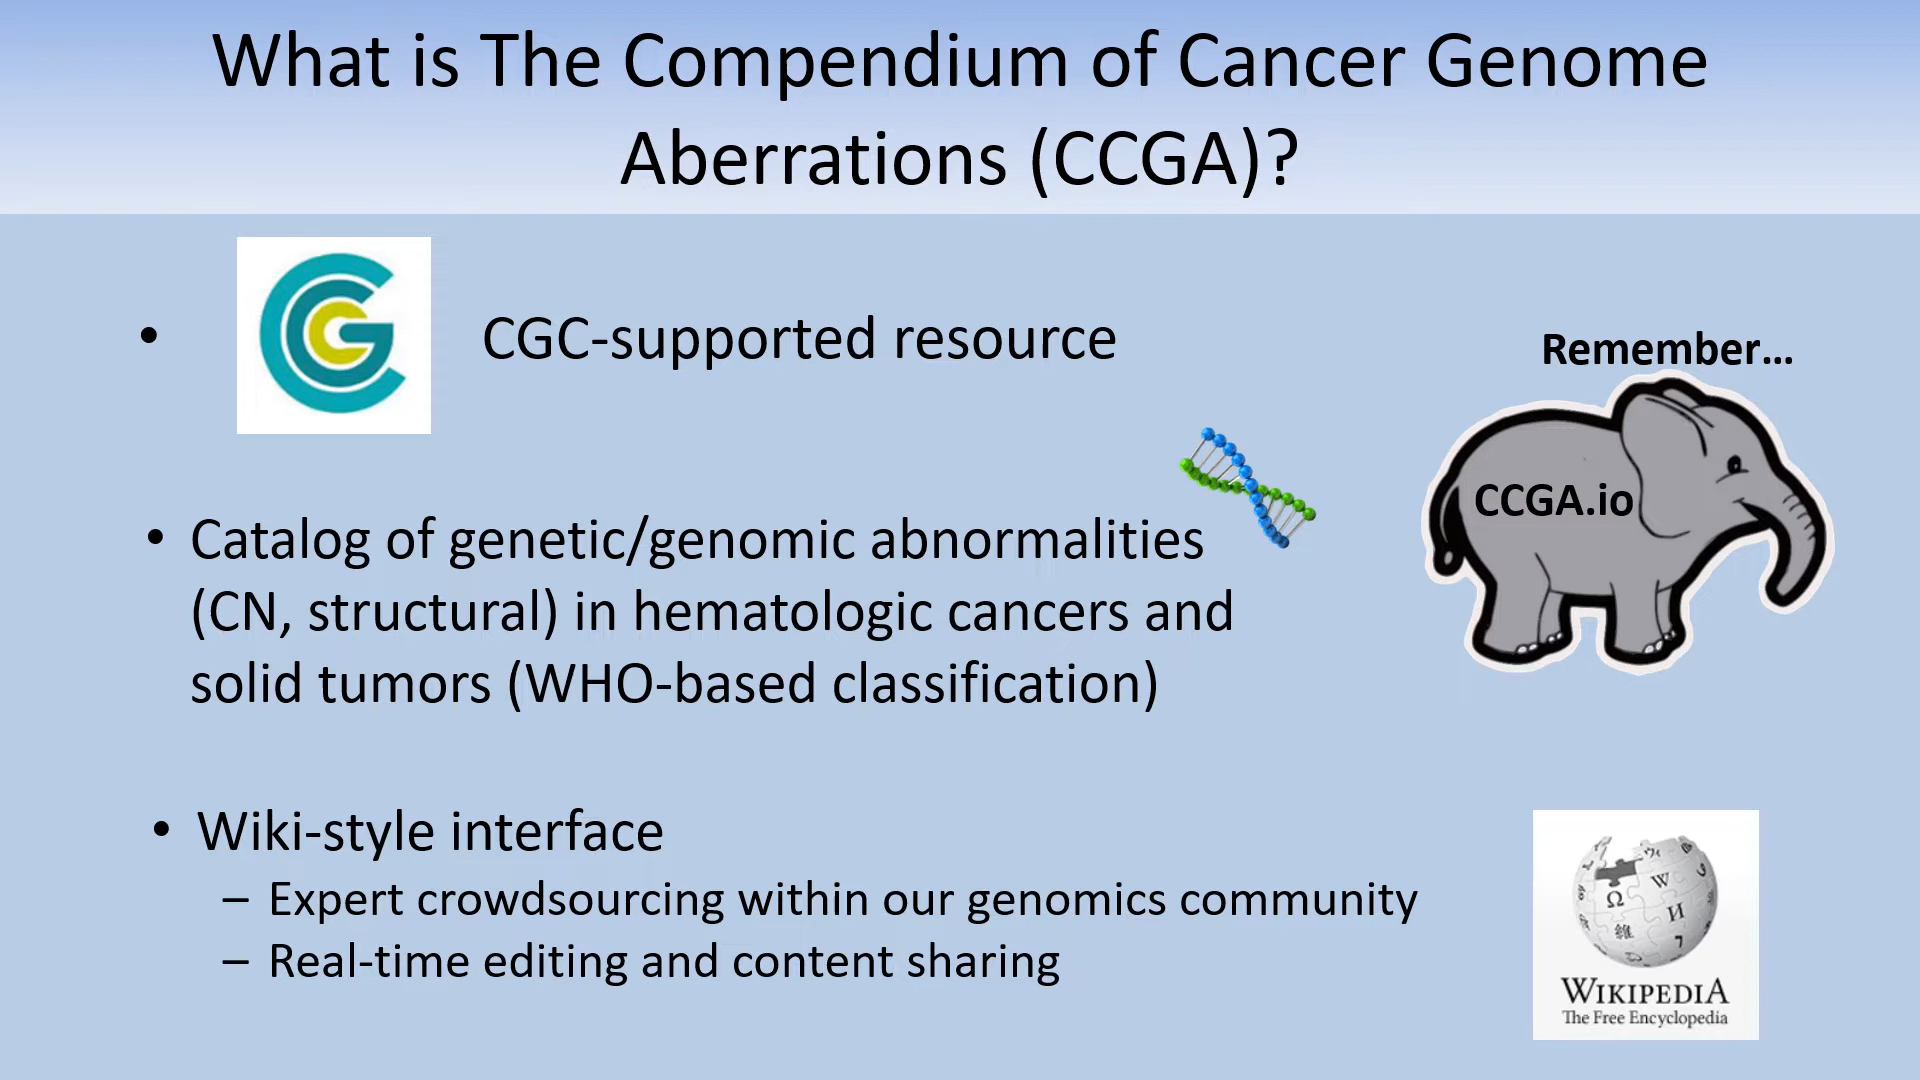 What is The Compendium of Cancer Genome
Aberrations (CCGA)?
• CGC-supported resource
Remember...
CCGA.io
• Catalog of genetic/genomic abnormalities
(CN, structural) in hematologic cancers and
solid tumors (WHO-based classification)
• Wiki-style interface
– Expert crowdsourcing within our genomics community
– Real-time editing and content sharing
Ω
W
И
維
7
WIKIPEDIA
The Free Encyclopedia